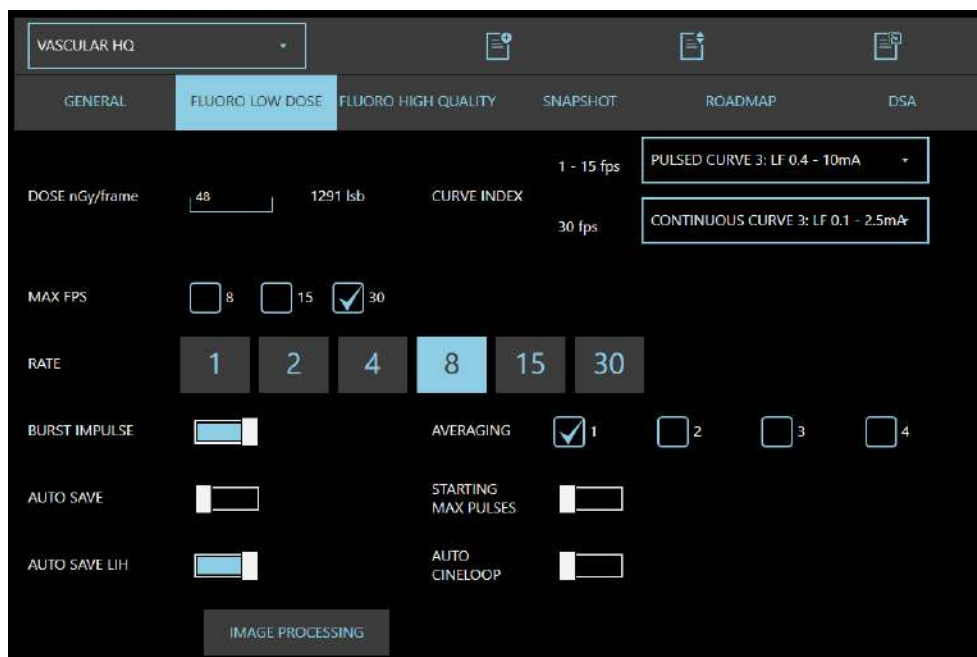 VASCULAR HQ
GENERAL FLUORO LOW DOSE FLUORO HIGH QUALITY SNAPSHOT ROADMAP DSA
DOSE nGy/frame 48 1291 lsb CURVE INDEX
1 - 15 fps PULSED CURVE 3: LF 0.4 - 10mA
30 fps CONTINUOUS CURVE 3: LF 0.1 - 2.5mA
MAX FPS 8 15 30
RATE 1 2 4 8 15 30
BURST IMPULSE AVERAGING 1 2 3 4
AUTO SAVE STARTING
MAX PULSES
AUTO SAVE LIH AUTO
CINELOOP
IMAGE PROCESSING